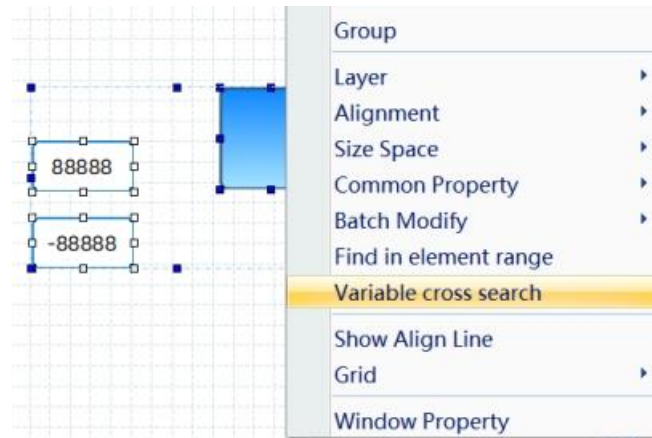 Group
Layer
Alignment
Size Space
Common Property
Batch Modify
Find in element range
Variable cross search
Show Align Line
Grid
Window Property
88888
-88888